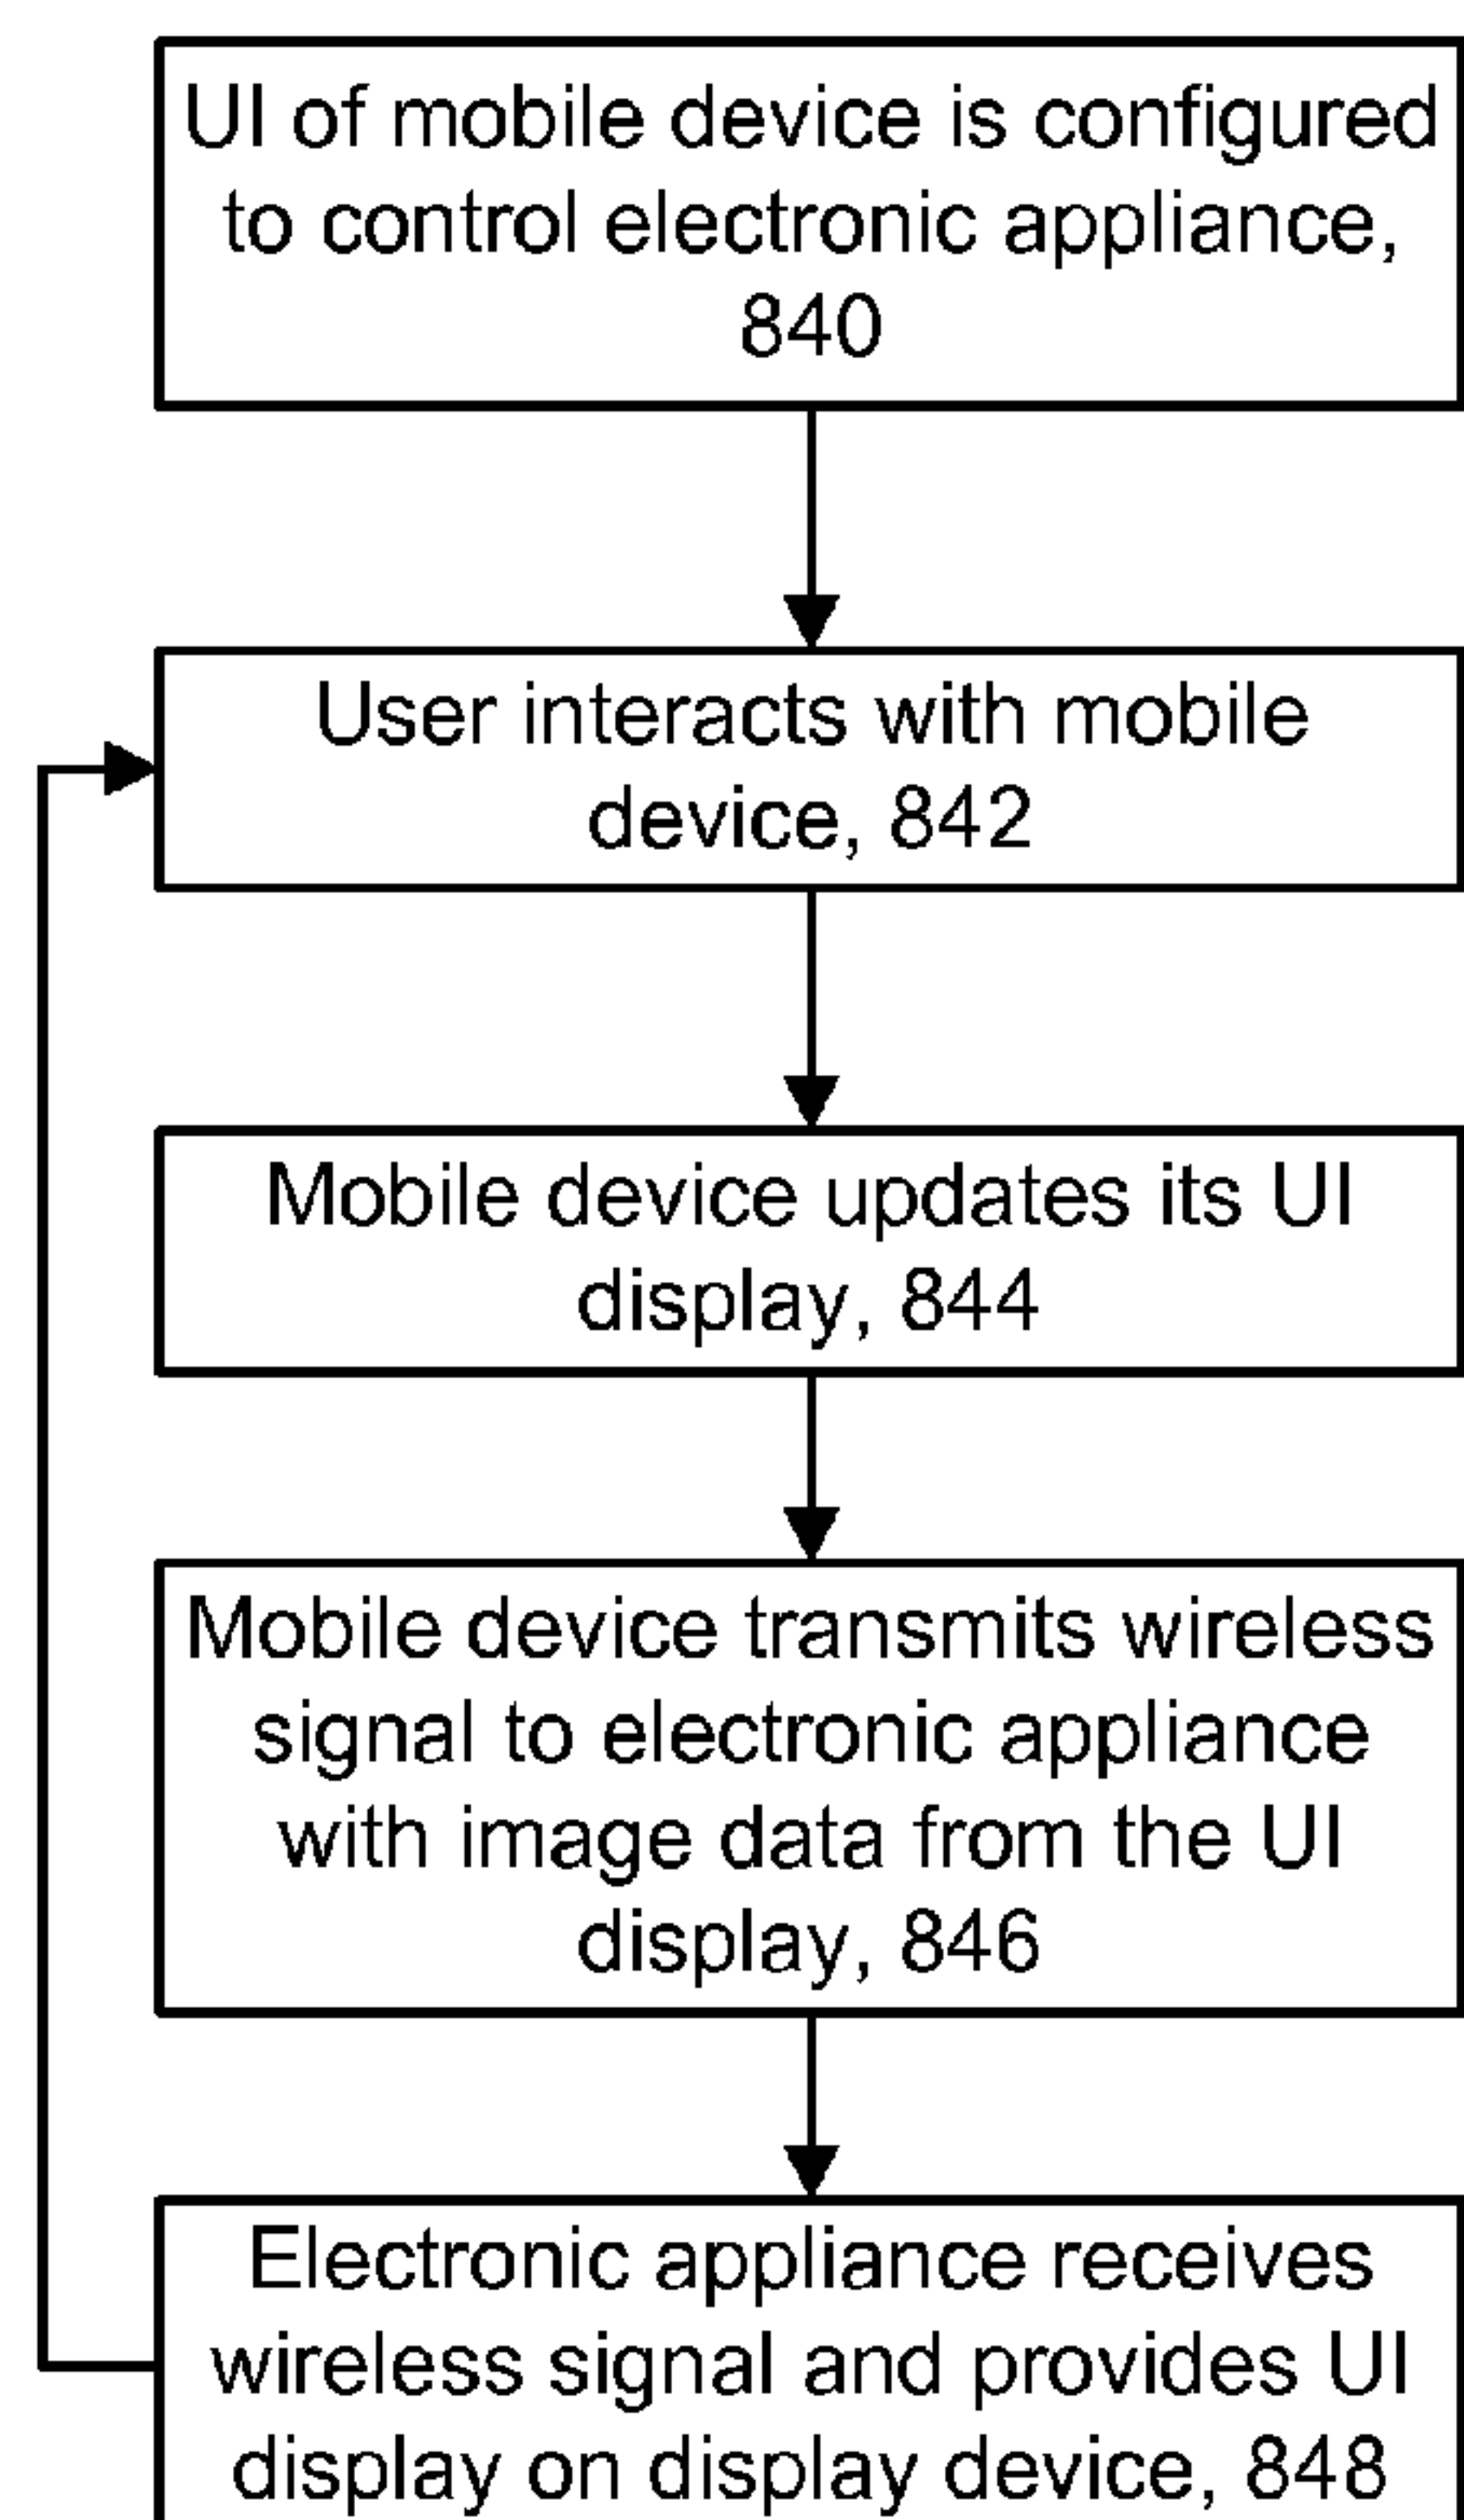 UI of mobile device is configured
to control electronic appliance,
840
User interacts with mobile
device, 842
Mobile device updates its UI
display, 844
Mobile device transmits wireless
signal to electronic appliance
with image data from the UI
display, 846
Electronic appliance receives
wireless signal and provides UI
display on display device, 848